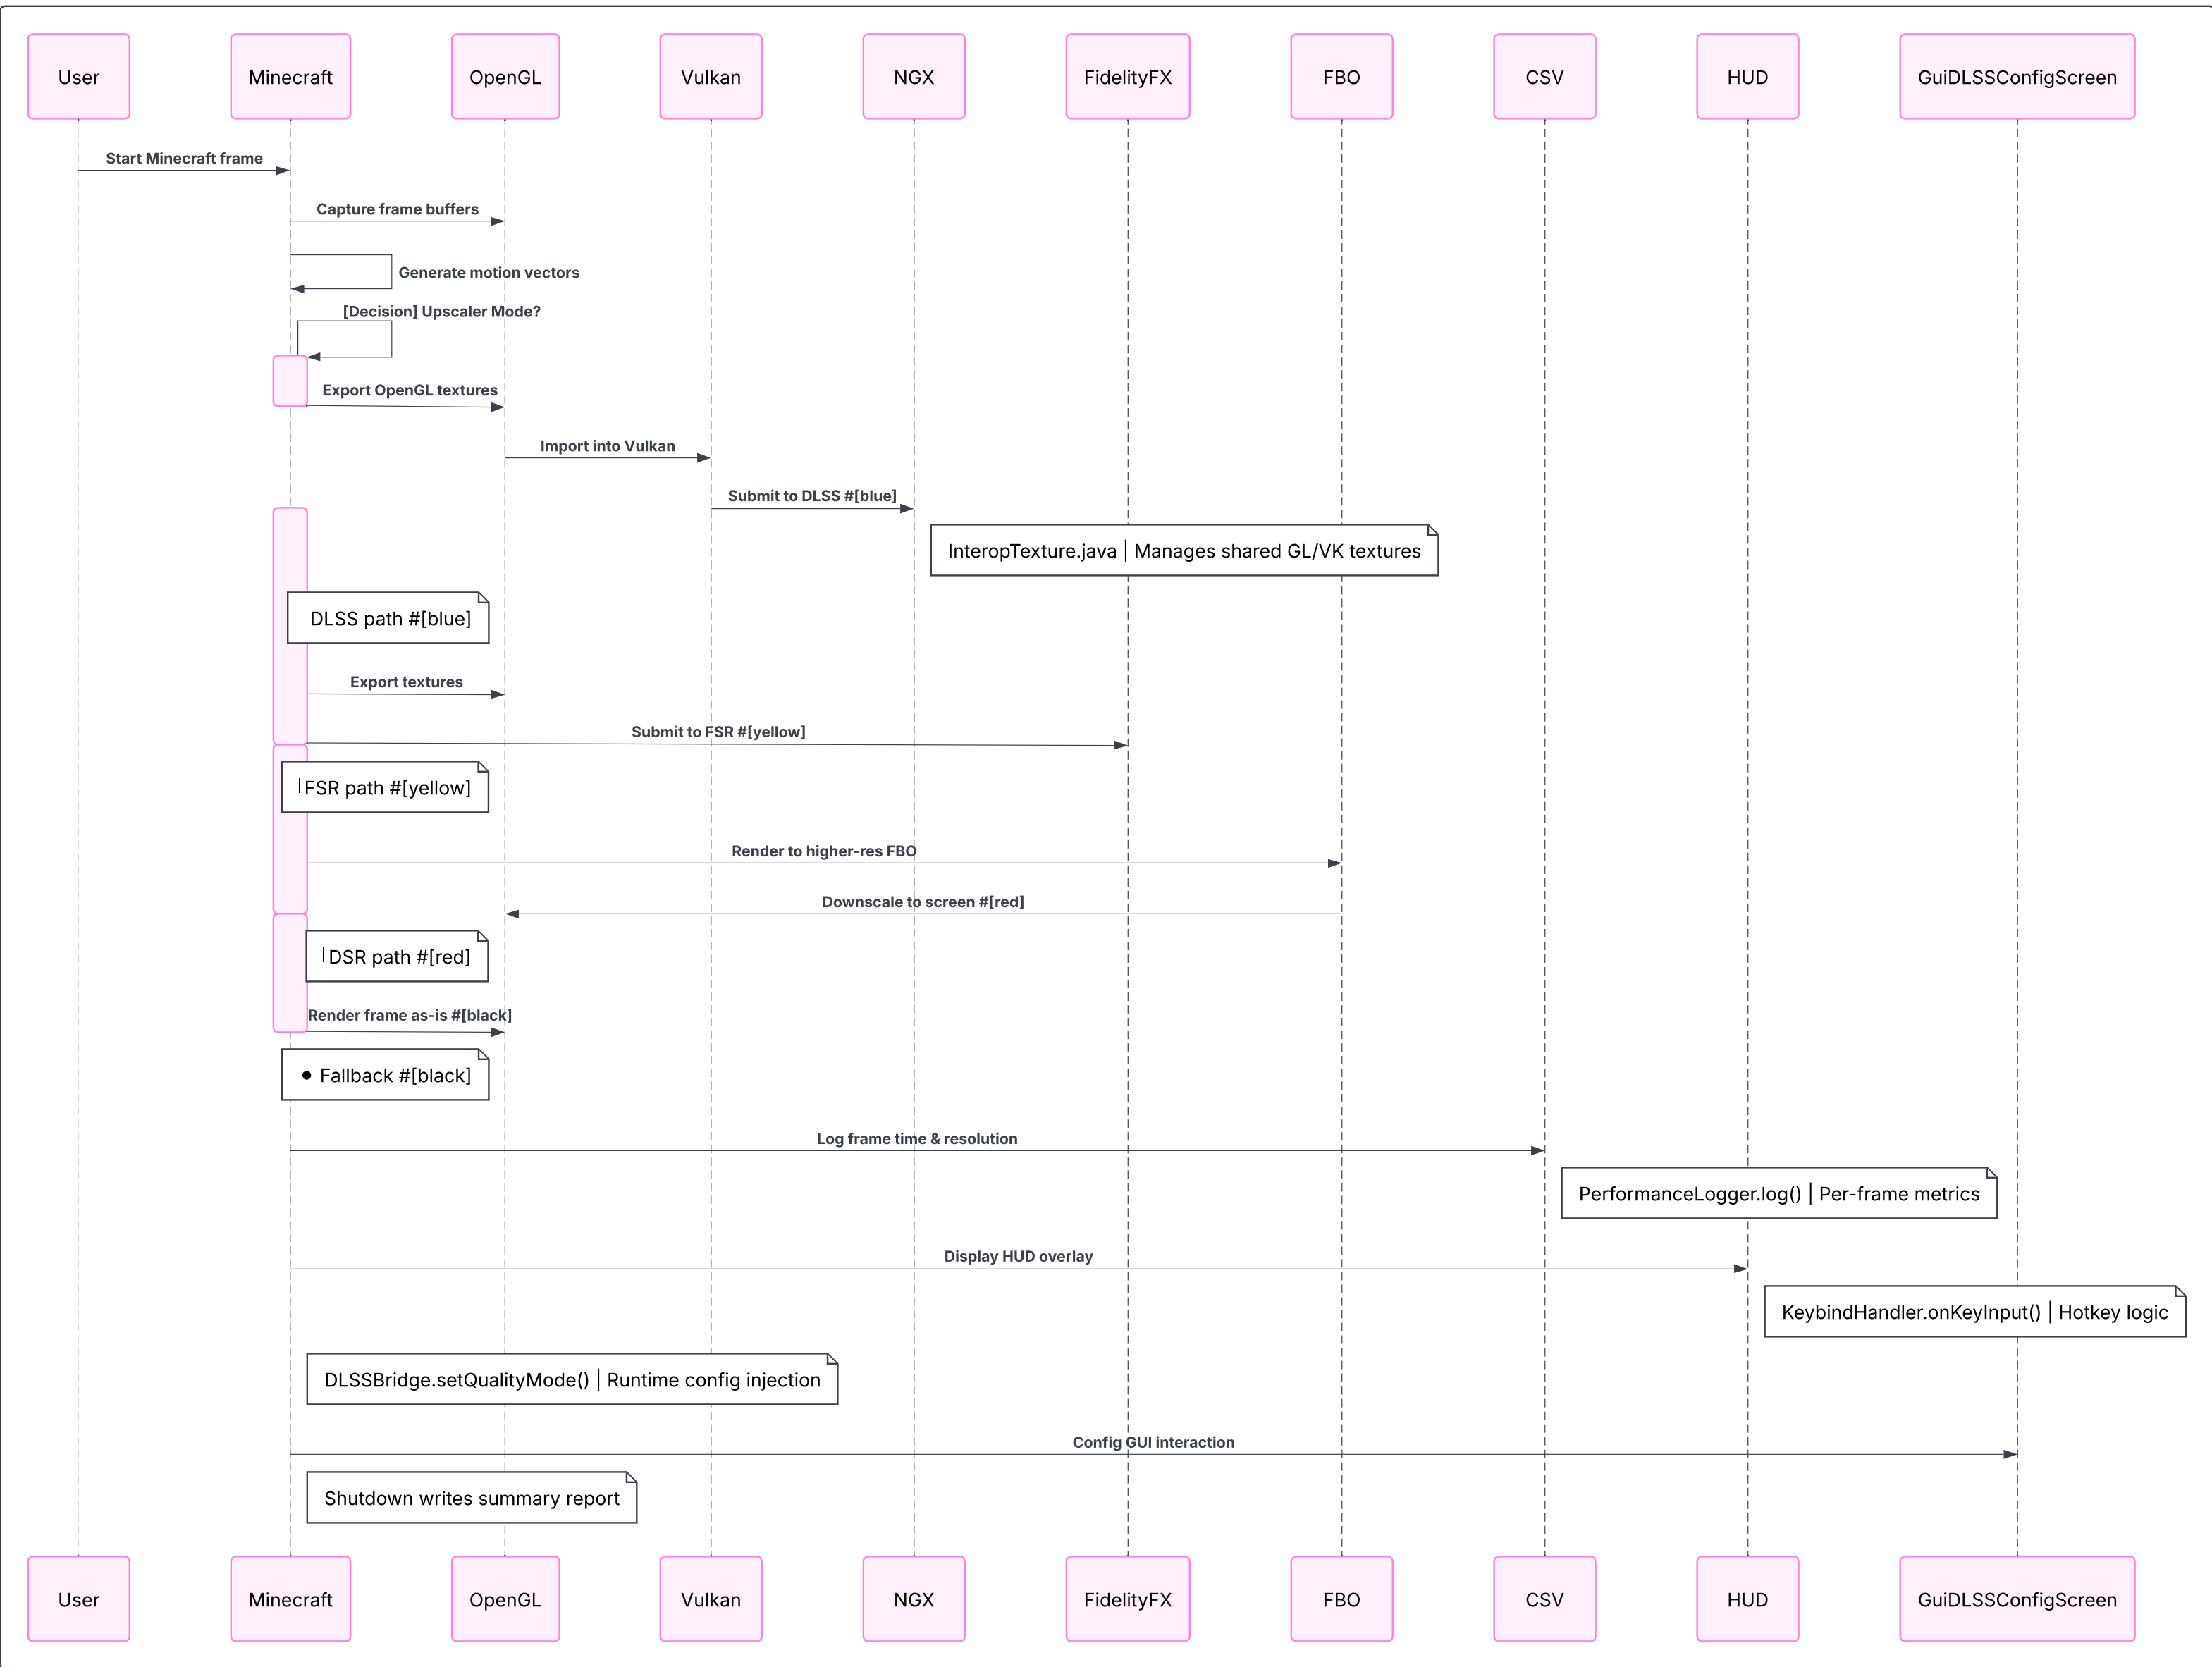 User
Minecraft
OpenGL
Vulkan
NGX
FidelityFX
FBO
CSV
HUD
GuiDLSSConfigScreen
Start Minecraft frame
Capture frame buffers
Generate motion vectors
[Decision] Upscaler Mode?
Export OpenGL textures
Import into Vulkan
Submit to DLSS #[blue]
InteropTexture.java | Manages shared GL/VK textures
DLSS path #[blue]
Export textures
Submit to FSR #[yellow]
FSR path #[yellow]
Render to higher-res FBO
Downscale to screen #[red]
DSR path #[red]
Render frame as-is #[black]
● Fallback #[black]
Log frame time & resolution
PerformanceLogger.log() | Per-frame metrics
Display HUD overlay
KeybindHandler.onKeyInput() | Hotkey logic
DLSSBridge.setQualityMode() | Runtime config injection
Config GUI interaction
Shutdown writes summary report
User
Minecraft
OpenGL
Vulkan
NGX
FidelityFX
FBO
CSV
HUD
GuiDLSSConfigScreen